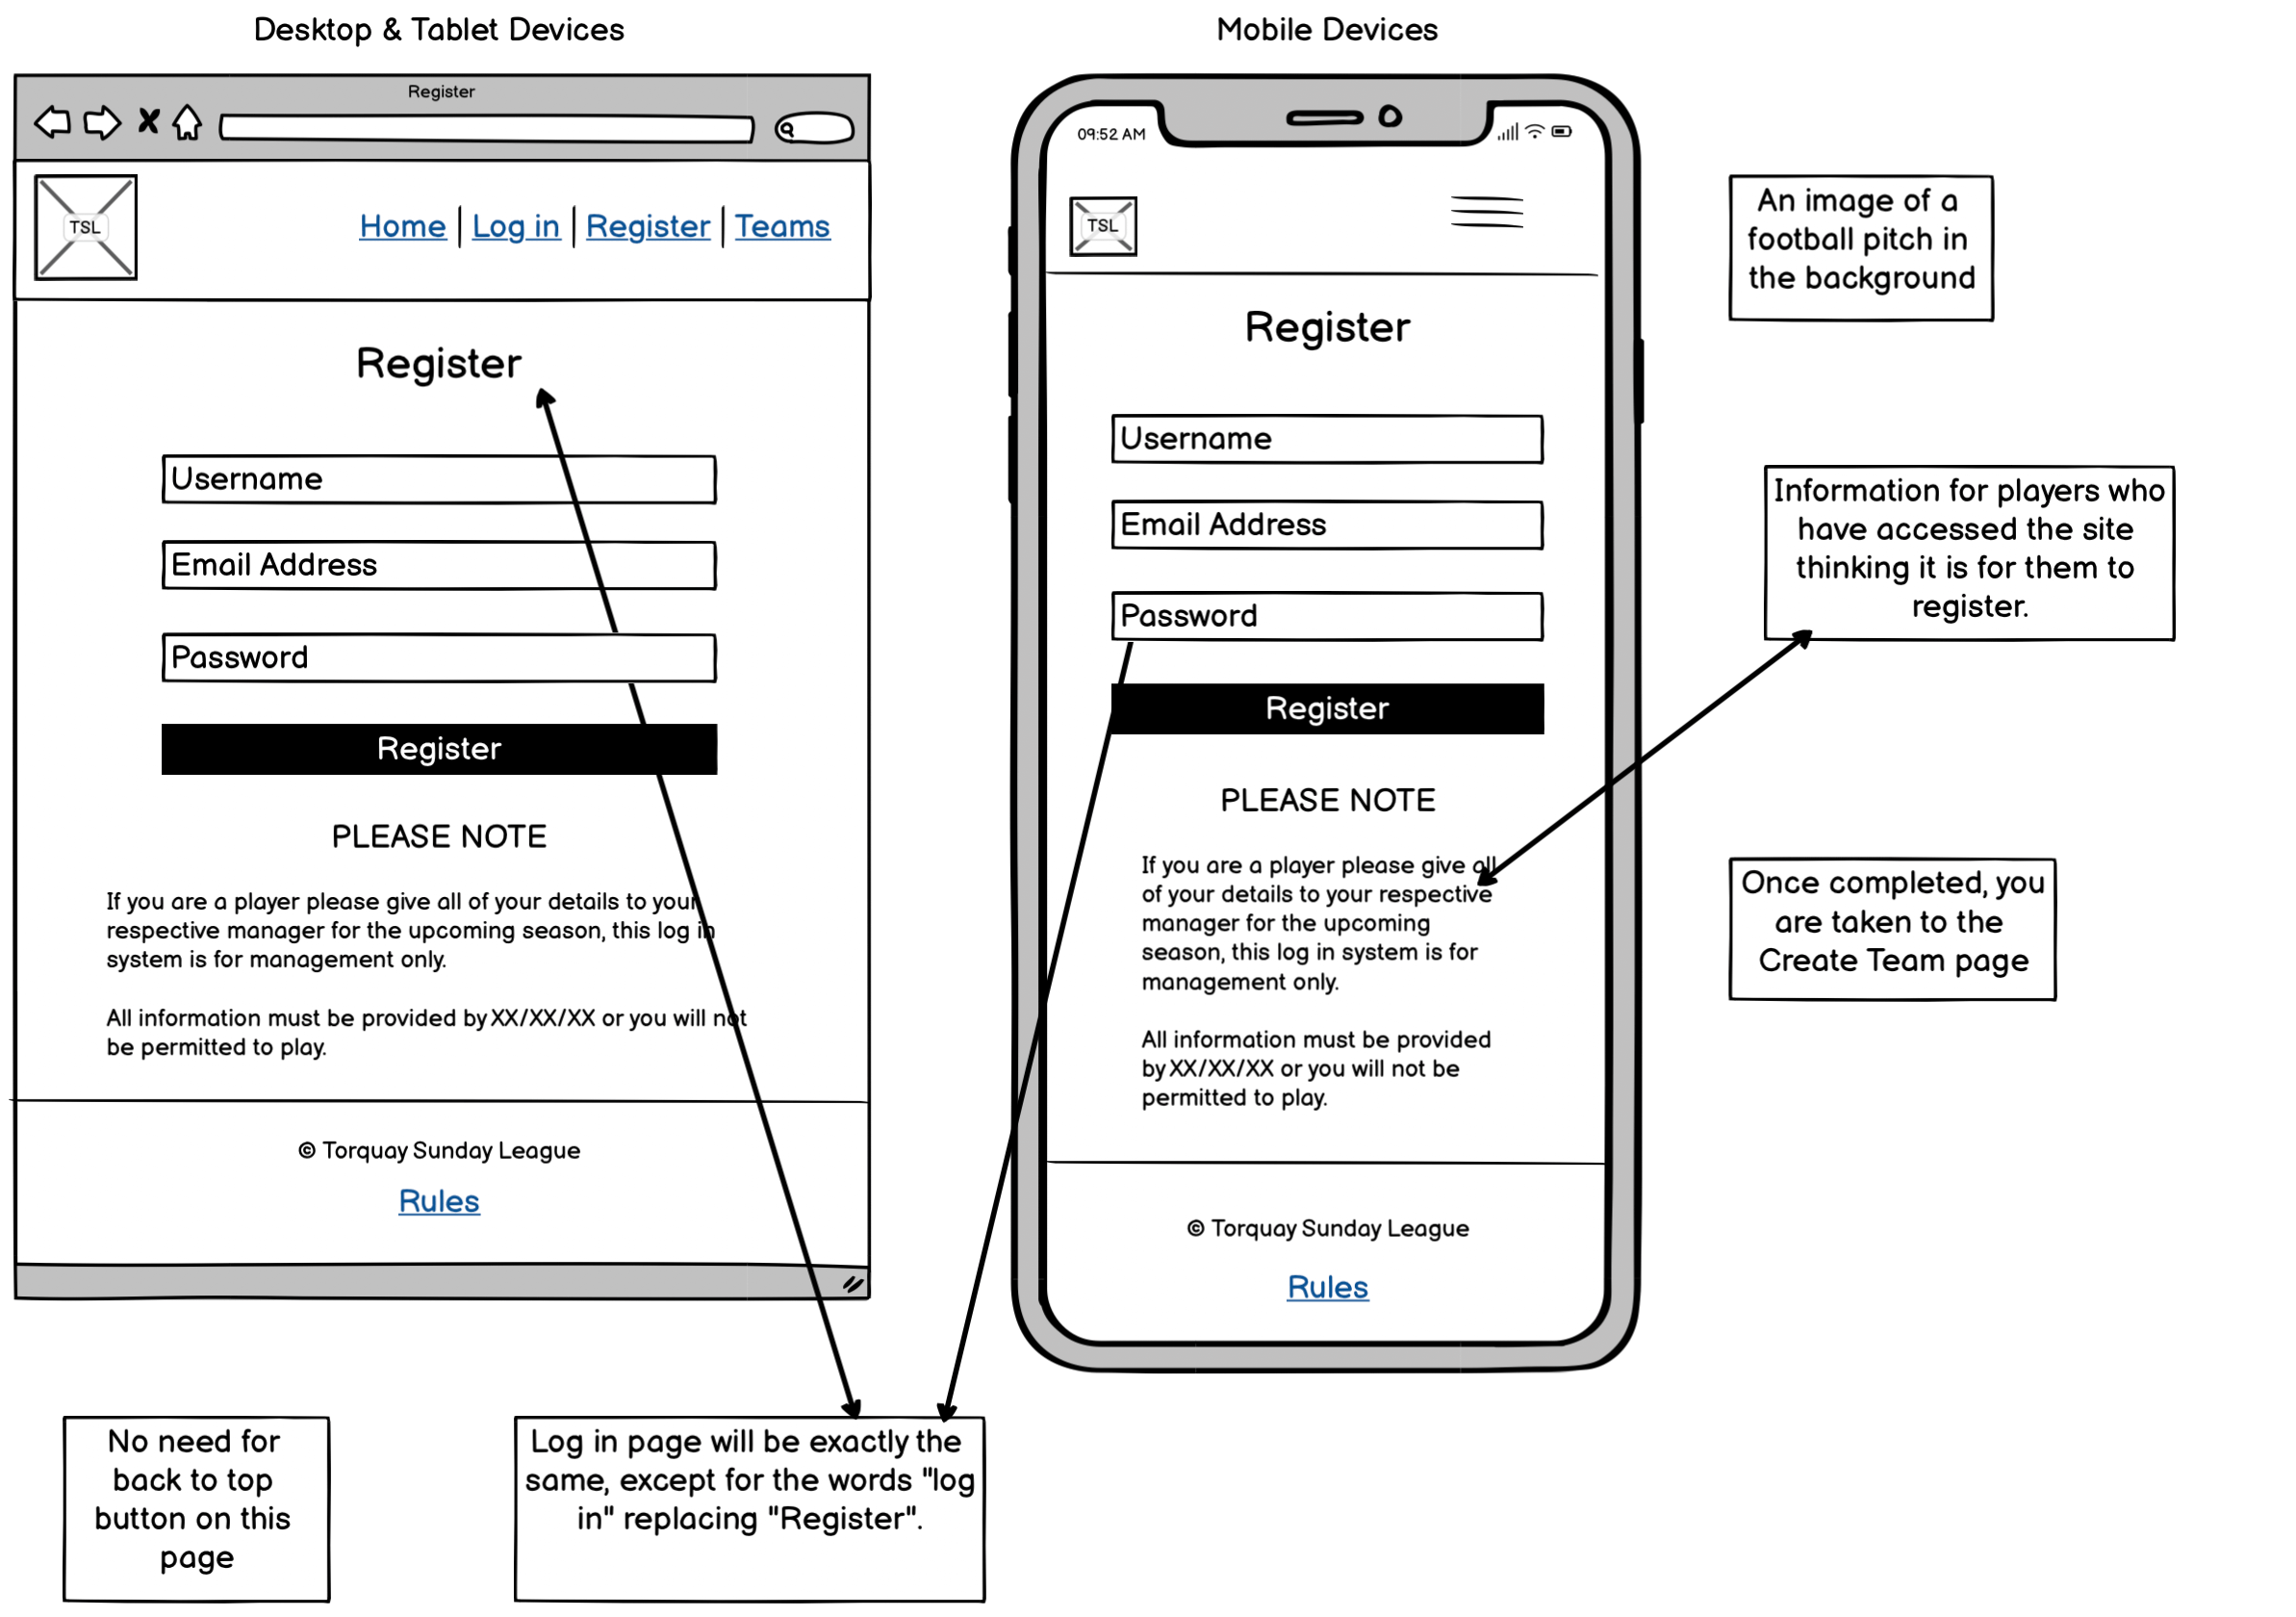 Desktop & Tablet Devices
Register
TSL
Home | Log in | Register | Teams
Register
Username
Email Address
Password
Register
PLEASE NOTE
If you are a player please give all of your details to your
respective manager for the upcoming season, this log in
system is for management only.
All information must be provided by XX/XX/XX or you will not
be permitted to play.
© Torquay Sunday League
Rules
Mobile Devices
09:52 AM
TSL
Register
Username
Email Address
Password
Register
PLEASE NOTE
If you are a player please give all
of your details to your respective
manager for the upcoming
season, this log in system is for
management only.
All information must be provided
by XX/XX/XX or you will not be
permitted to play.
© Torquay Sunday League
Rules
An image of a
football pitch in
the background
Information for players who
have accessed the site
thinking it is for them to
register.
Once completed, you
are taken to the
Create Team page
No need for
back to top
button on this
page
Log in page will be exactly the
same, except for the words "log
in" replacing "Register".